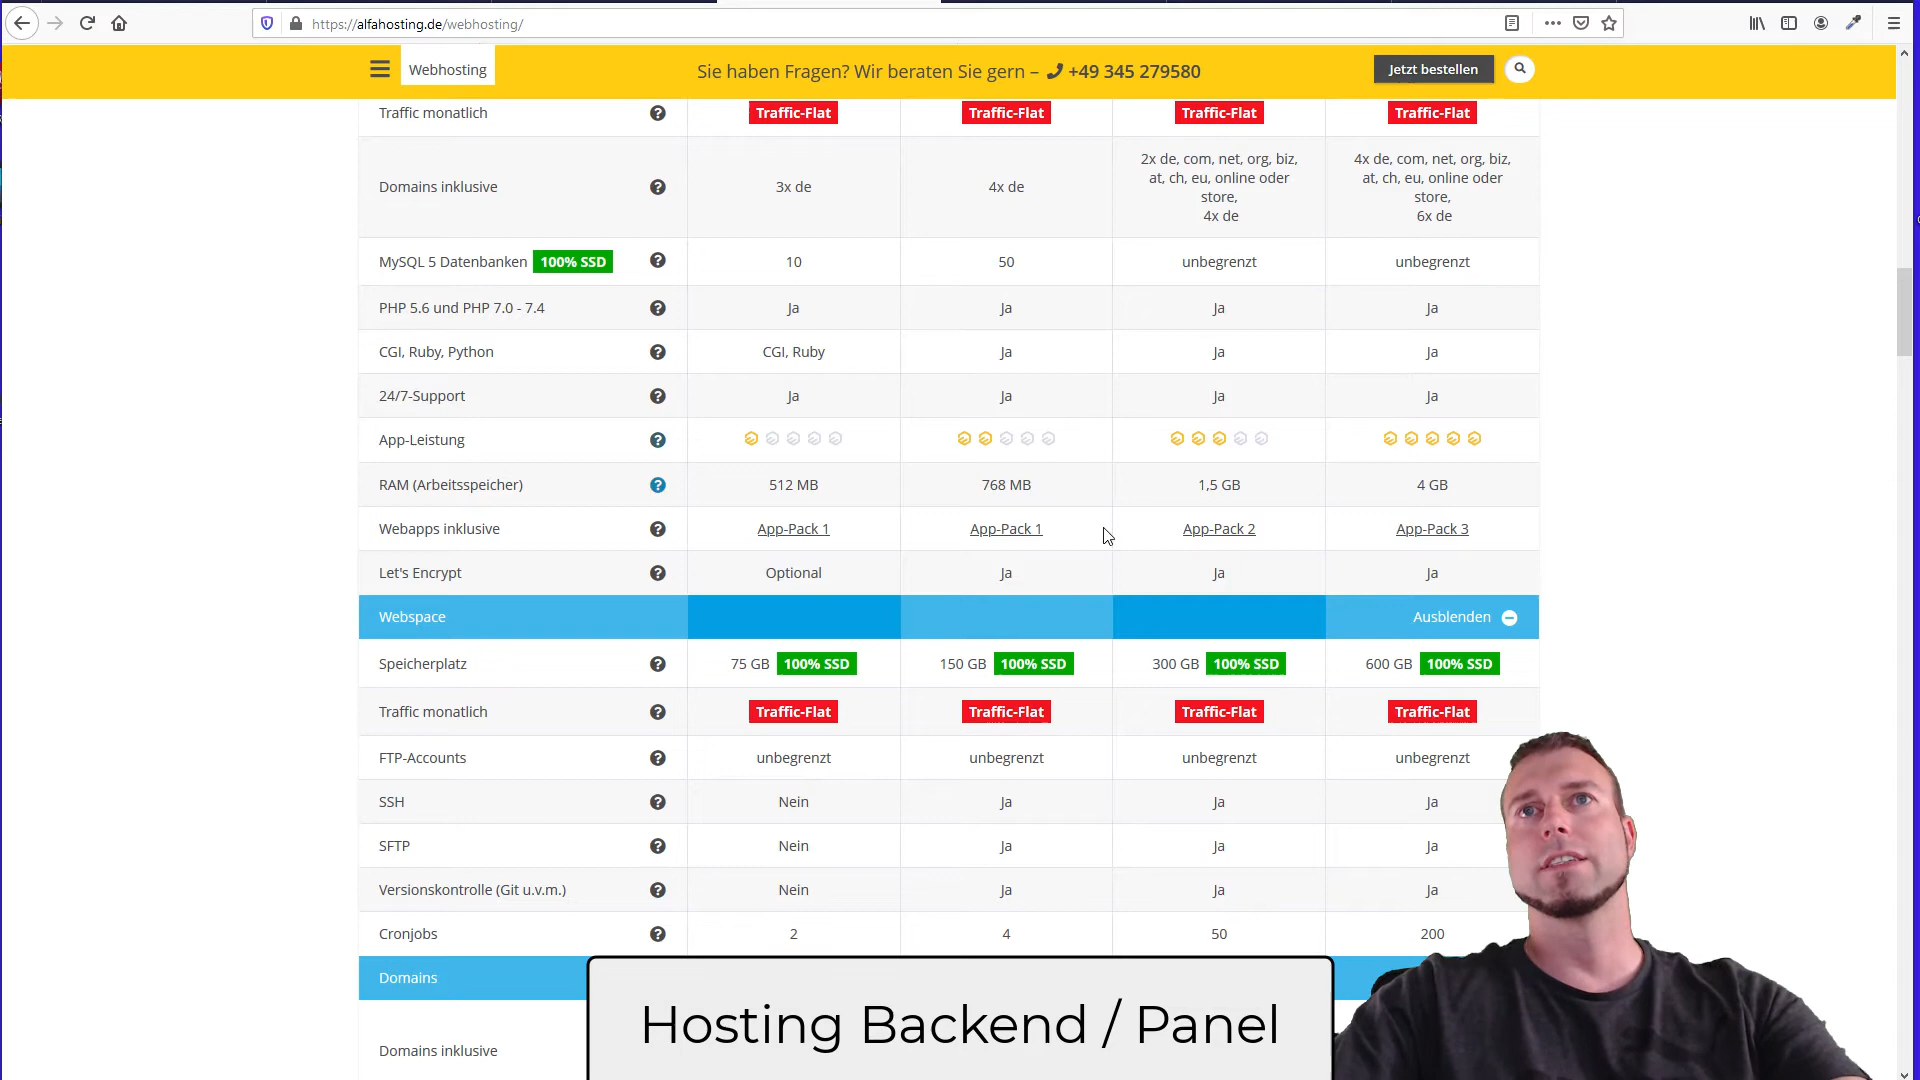 https://alfahosting.de/webhosting/
Webhosting
Sie haben Fragen? Wir beraten Sie gern – +49 345 279580
Jetzt bestellen
Traffic monatlich ? Traffic-Flat Traffic-Flat Traffic-Flat Traffic-Flat
Domains inklusive ? 3x de 4x de
2x de, com, net, org, biz,
at, ch, eu, online oder
store,
4x de
4x de, com, net, org, biz,
at, ch, eu, online oder
store,
6x de
MySQL 5 Datenbanken 100% SSD ? 10 50 unbegrenzt unbegrenzt
PHP 5.6 und PHP 7.0 - 7.4 ? Ja Ja Ja Ja
CGI, Ruby, Python ? CGI, Ruby Ja Ja Ja
24/7-Support ? Ja Ja Ja Ja
App-Leistung ?
RAM (Arbeitsspeicher) ? 512 MB 768 MB 1,5 GB 4 GB
Webapps inklusive ? App-Pack 1 App-Pack 1 App-Pack 2 App-Pack 3
Let's Encrypt ? Optional Ja Ja Ja
Webspace Ausblenden
Speicherplatz ? 75 GB 100% SSD 150 GB 100% SSD 300 GB 100% SSD 600 GB 100% SSD
Traffic monatlich ? Traffic-Flat Traffic-Flat Traffic-Flat Traffic-Flat
FTP-Accounts ? unbegrenzt unbegrenzt unbegrenzt unbegrenzt
SSH ? Nein Ja Ja Ja
SFTP ? Nein Ja Ja Ja
Versionskontrolle (Git u.v.m.) ? Nein Ja Ja Ja
Cronjobs ? 2 4 50 200
Domains
Domains inklusive
Hosting Backend / Panel